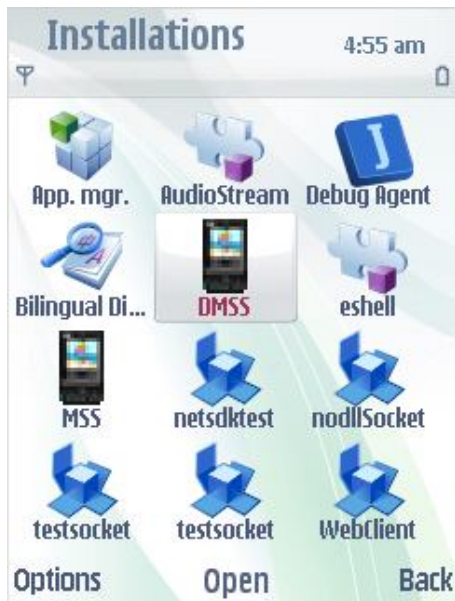 Installations
4:55 am
App. mgr. AudioStream Debug Agent
Bilingual Di... DMSS eshell
MSS netsdktest nodllSocket
testsocket testsocket WebClient
Options Open Back